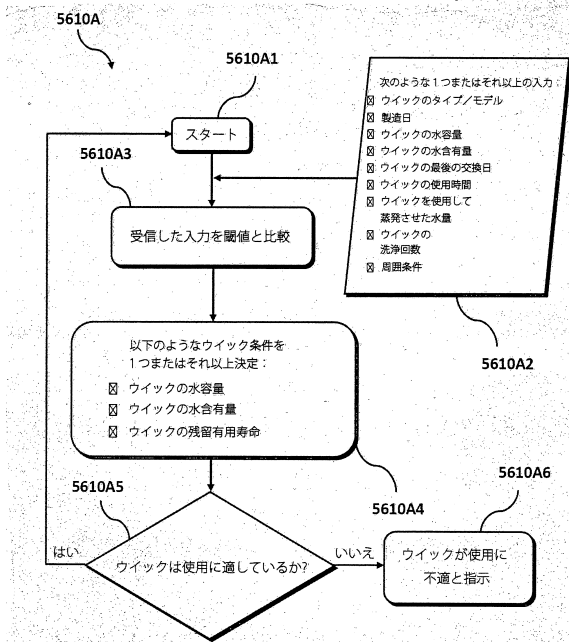 5610A
5610A1
スタート
5610A3
次のような1つまたはそれ以上の入力:
ウイックのタイプ/モデル
製造日
ウイックの水容量
ウイックの水含有量
ウイックの最後の交換日
ウイックの使用時間
ウイックを使用して
蒸発させた水量
ウイックの
洗浄回数
周囲条件
5610A2
受信した入力を閾値と比較
以下のようなウイック条件を
1つまたはそれ以上決定:
ウイックの水容量
ウイックの水含有量
ウイックの残留有用寿命
5610A4
5610A5
はい
ウイックは使用に適しているか?
いいえ
5610A6
ウイックが使用に
不適と指示